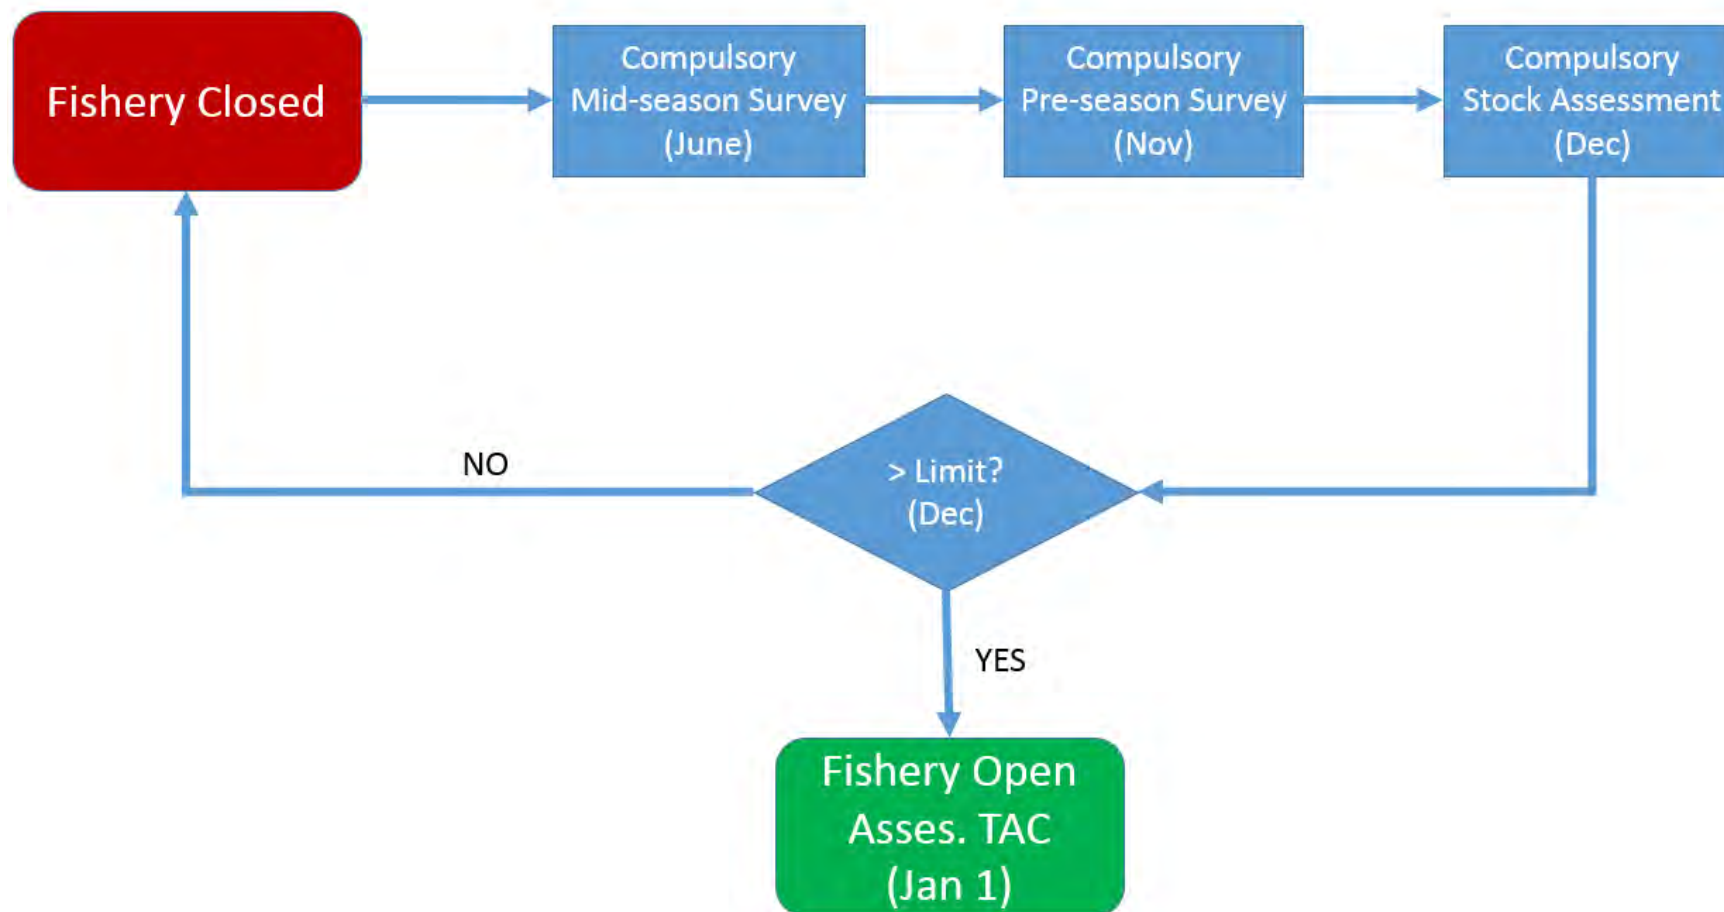 Fishery Closed
Compulsory
Mid-season Survey
(June)
Compulsory
Pre-season Survey
(Nov)
Compulsory
Stock Assessment
(Dec)
NO
> Limit?
(Dec)
YES
Fishery Open
Asses. TAC
(Jan 1)